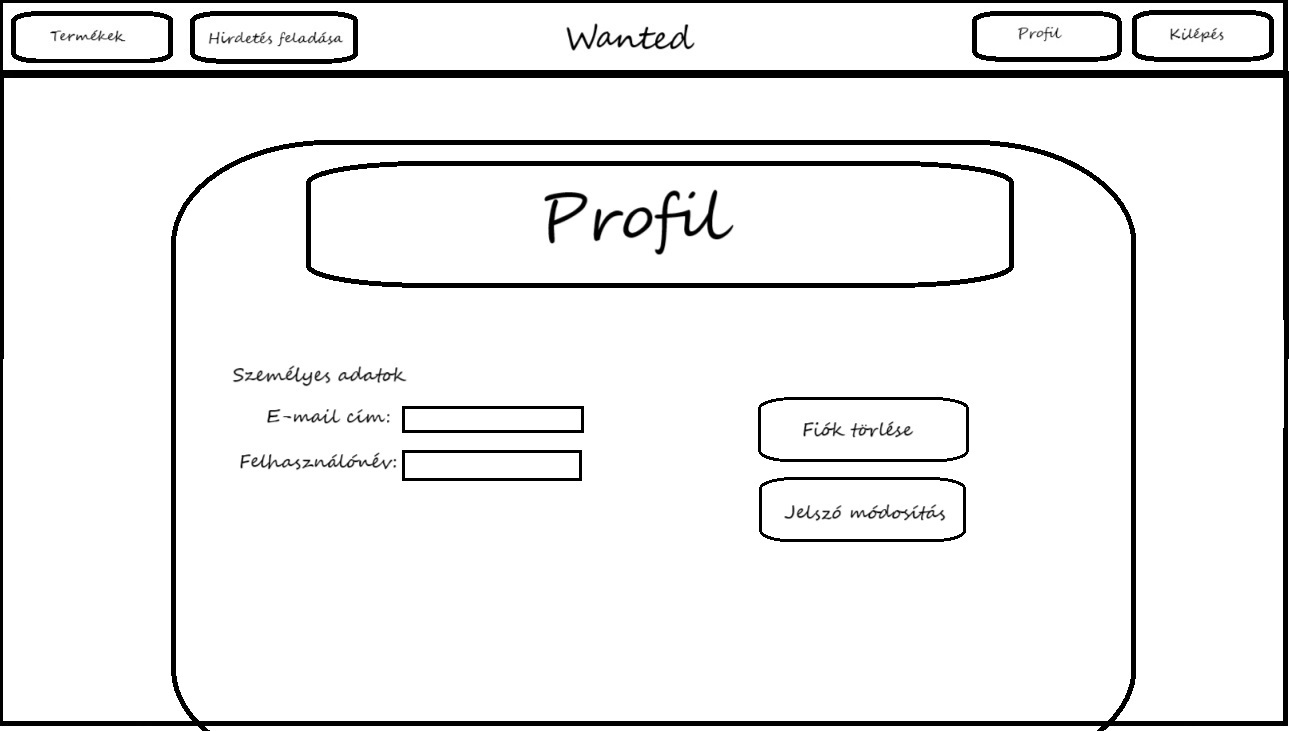 Termékek
Hirdetés feladása
Wanted
Profil
Kilépés
Profil
Személyes adatok
E-mail cím:
Felhasználónév:
Fiók törlése
Jelszó módosítás